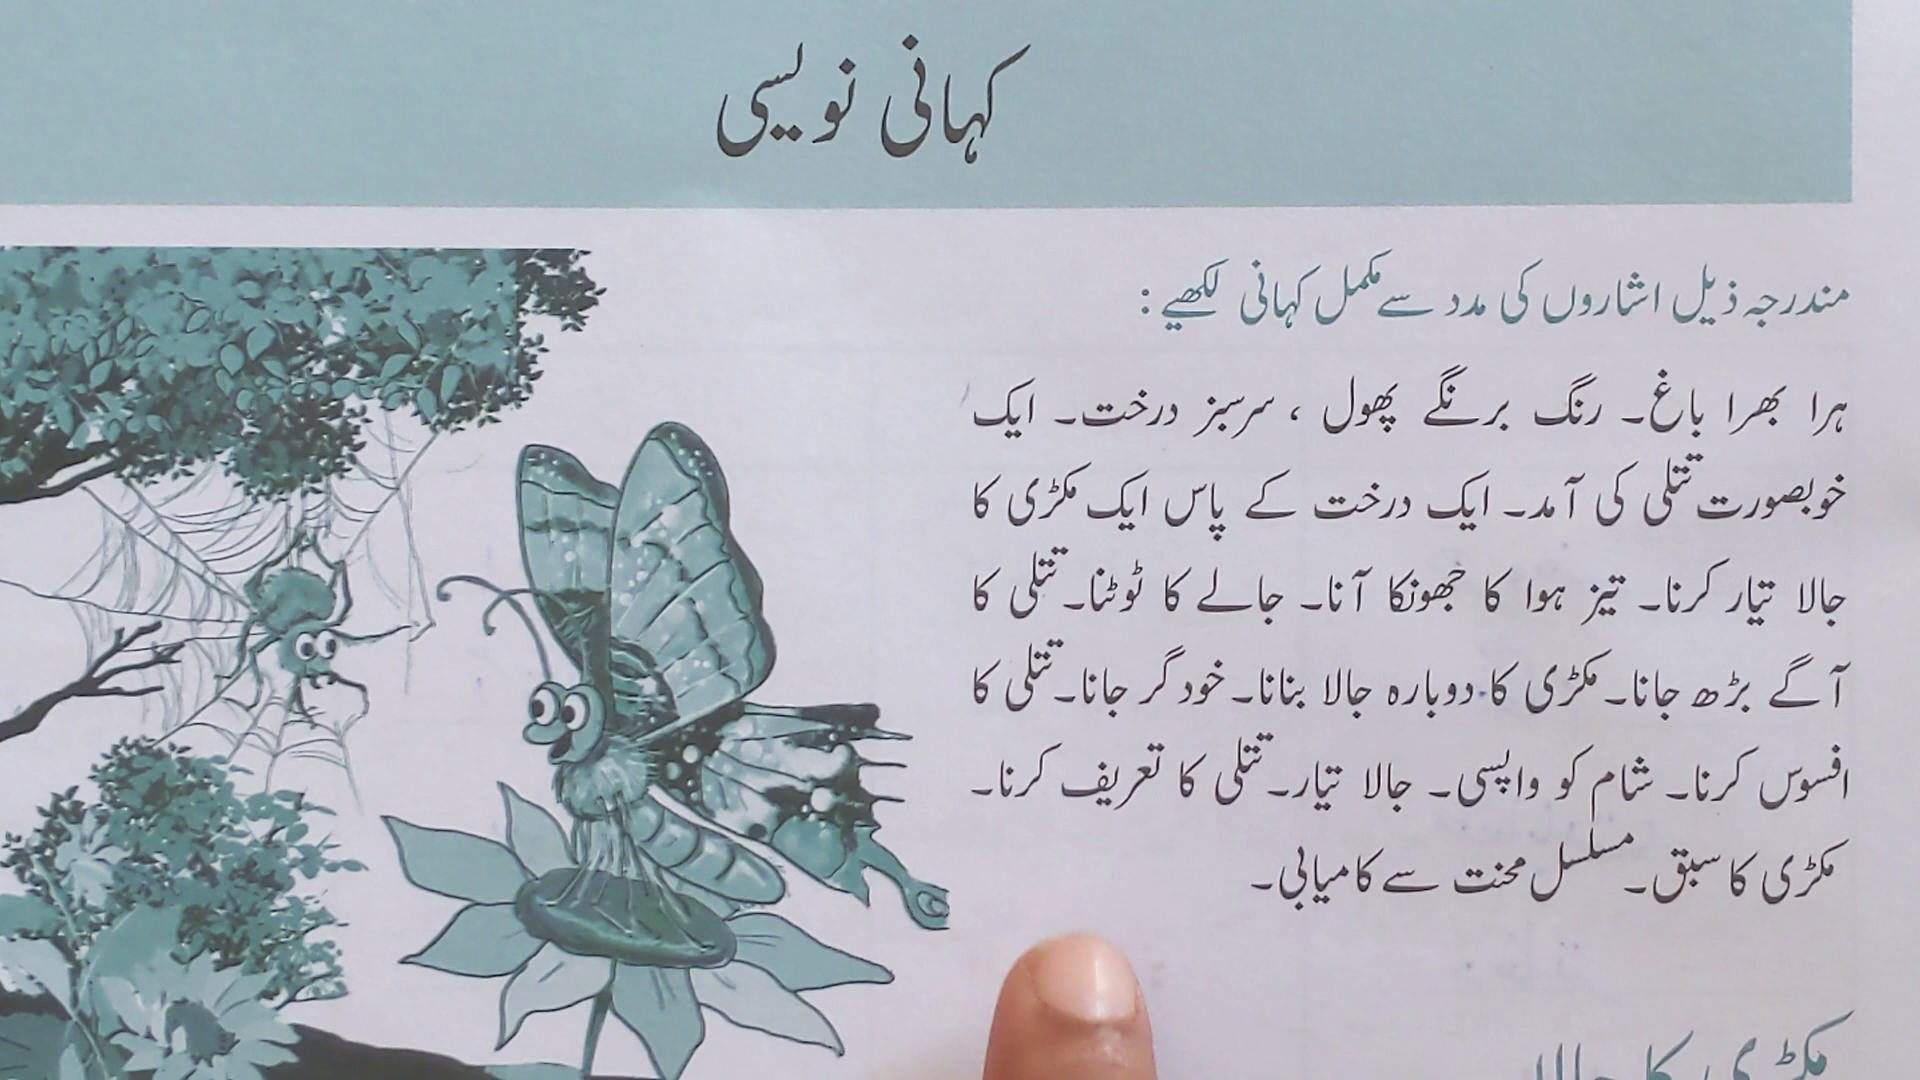 کہانی نویسی
مندرجہ ذیل اشاروں کی مدد سے مکمل کہانی لکھیے :
ہرا بھرا باغ۔ رنگ برنگے پھول ، سرسبز درخت۔ ایک
خوبصورت تتلی کی آمد۔ ایک درخت کے پاس ایک مکڑی کا
جالا تیار کرنا۔ تیز ہوا کا جھونکا آنا۔ جالے کا ٹوٹنا۔ تتلی کا
آگے بڑھ جانا۔ مکڑی کا دوبارہ جالا بنانا۔ خود گر جانا۔ تتلی کا
افسوس کرنا۔ شام کو واپسی۔ جالا تیار۔ تتلی کا تعریف کرنا۔
مکڑی کا سبق۔ مسلسل محنت سے کامیابی۔
مکڑی کا جالا